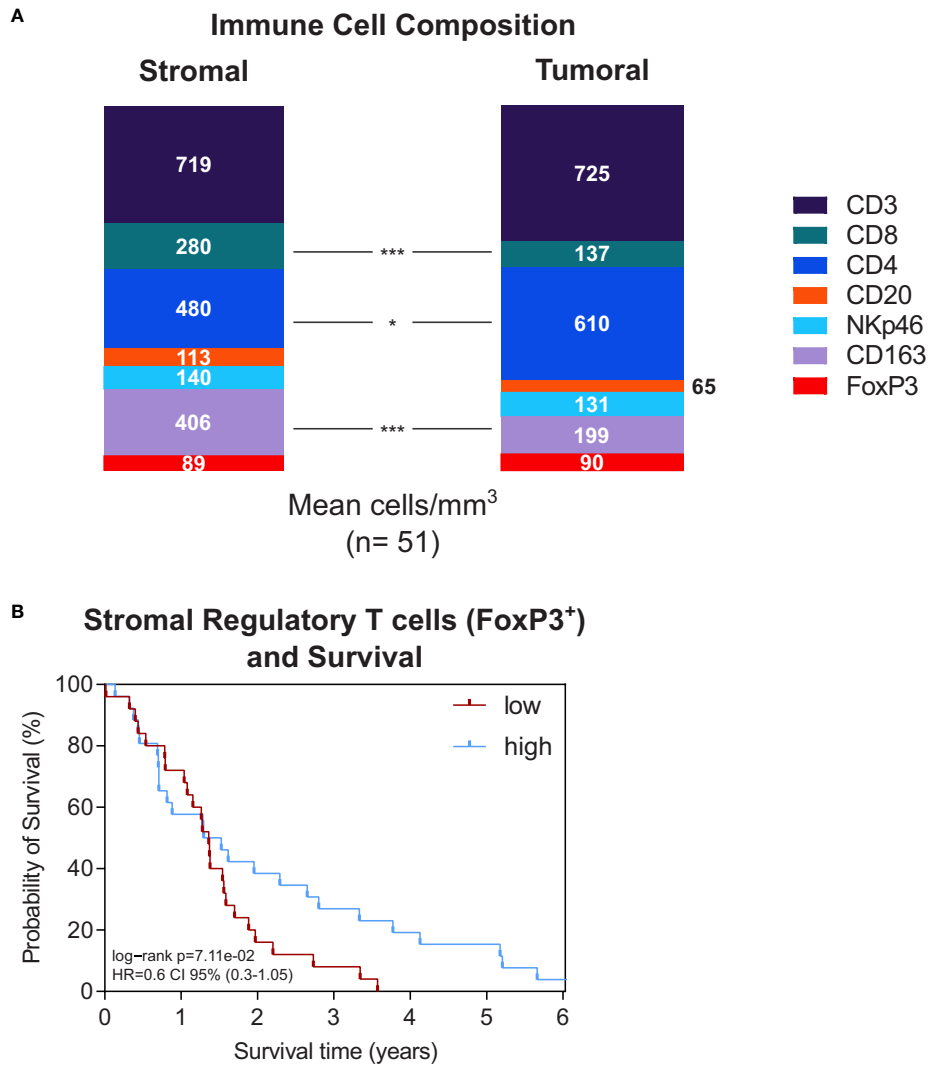 A
Immune Cell Composition
Stromal
Tumoral
719
280
480
113
140
406
89
***
*
***
725
137
610
65
131
199
90
CD3
CD8
CD4
CD20
NKp46
CD163
FoxP3
Mean cells/mm³
(n= 51)
B
Stromal Regulatory T cells (FoxP3⁺)
and Survival
Probability of Survival (%)
100
80
60
40
20
0
low
high
log−rank p=7.11e-02
HR=0.6 CI 95% (0.3-1.05)
0 1 2 3 4 5 6
Survival time (years)